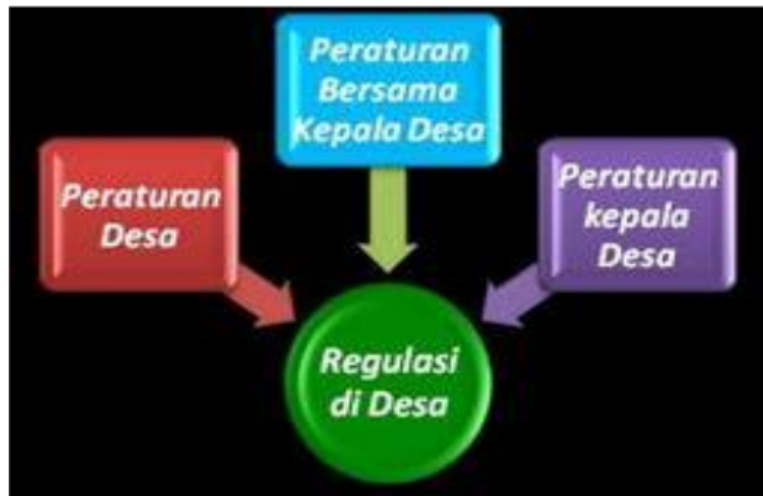 Peraturan
Bersama
Kepala Desa
Peraturan
Desa
Peraturan
kepala
Desa
Regulasi
di Desa